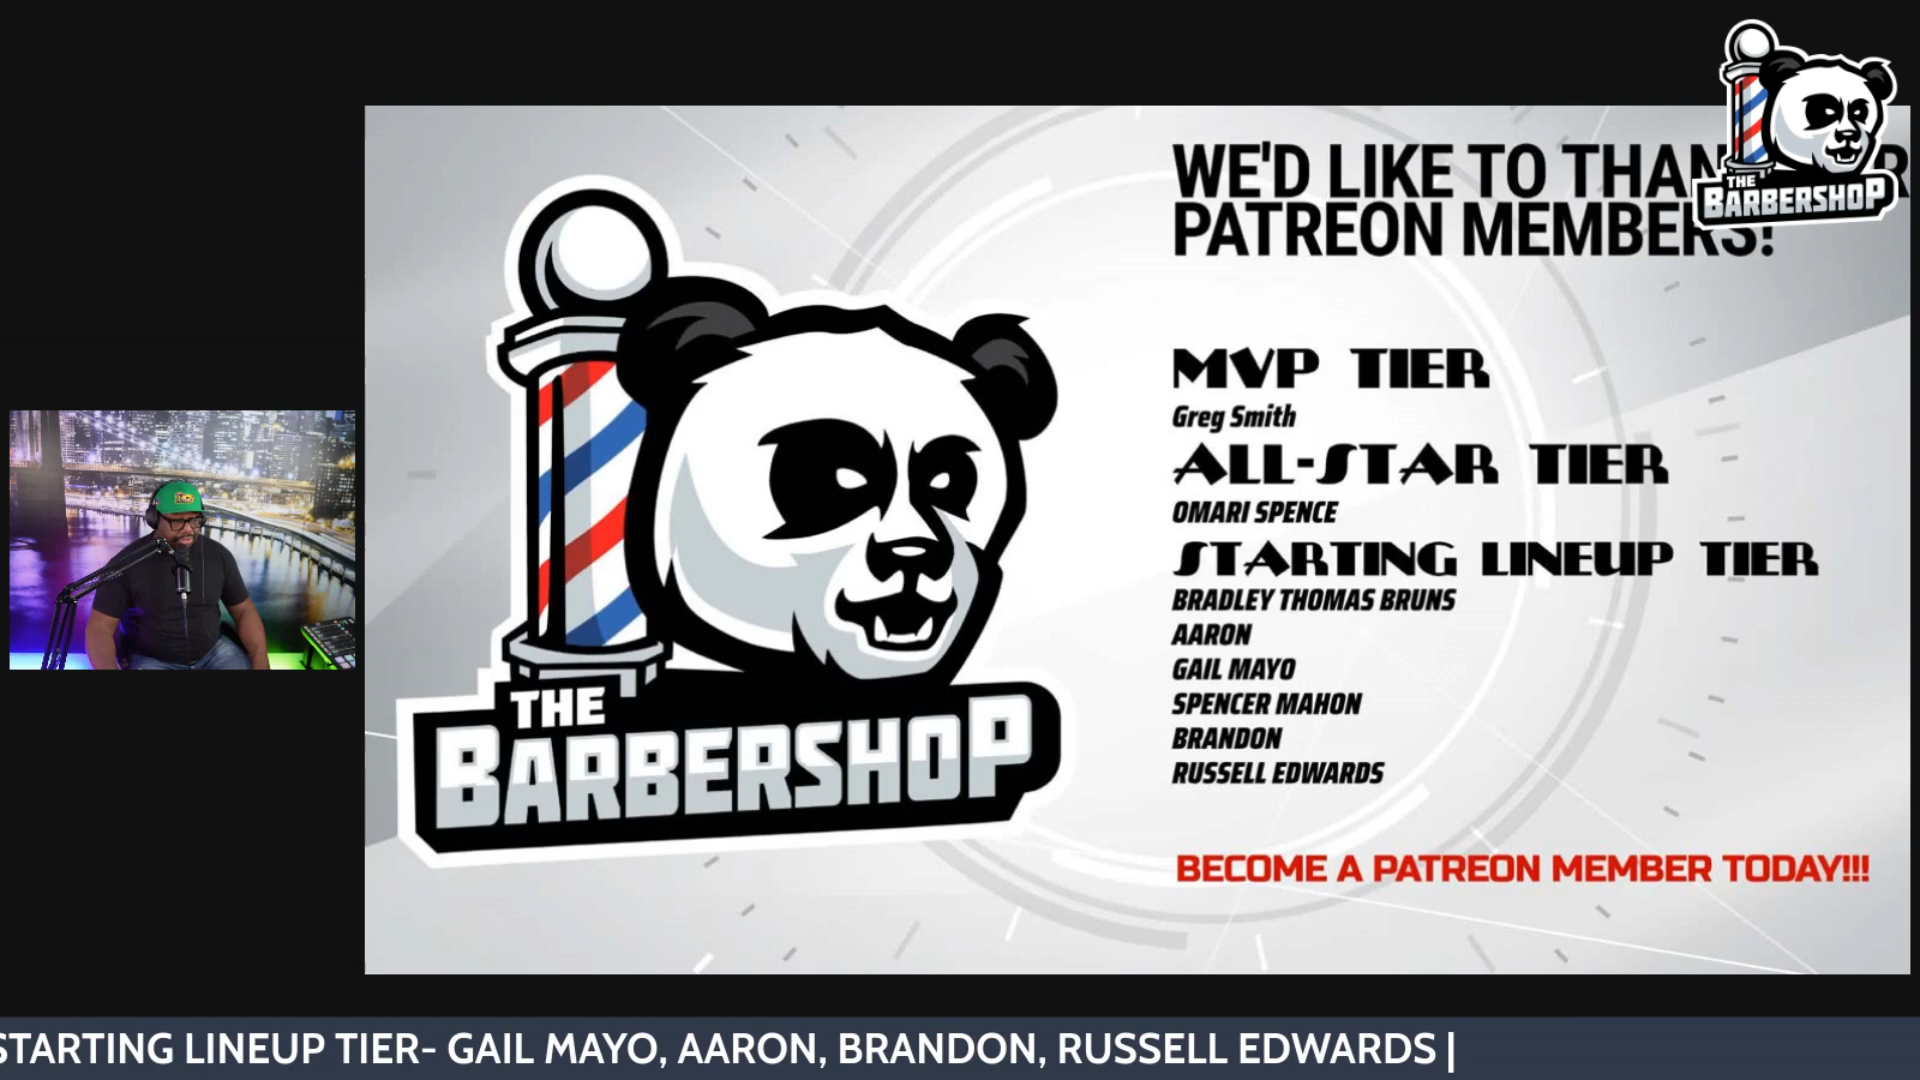 WE'D LIKE TO THAN
PATREON MEMBERS!
THE
BARBERSHOP
MVP TIER
Greg Smith
ALL-STAR TIER
OMARI SPENCE
STARTING LINEUP TIER
BRADLEY THOMAS BRUNS
AARON
GAIL MAYO
SPENCER MAHON
BRANDON
RUSSELL EDWARDS
THE
BARBERSHOP
BECOME A PATREON MEMBER TODAY!!!
STARTING LINEUP TIER- GAIL MAYO, AARON, BRANDON, RUSSELL EDWARDS |